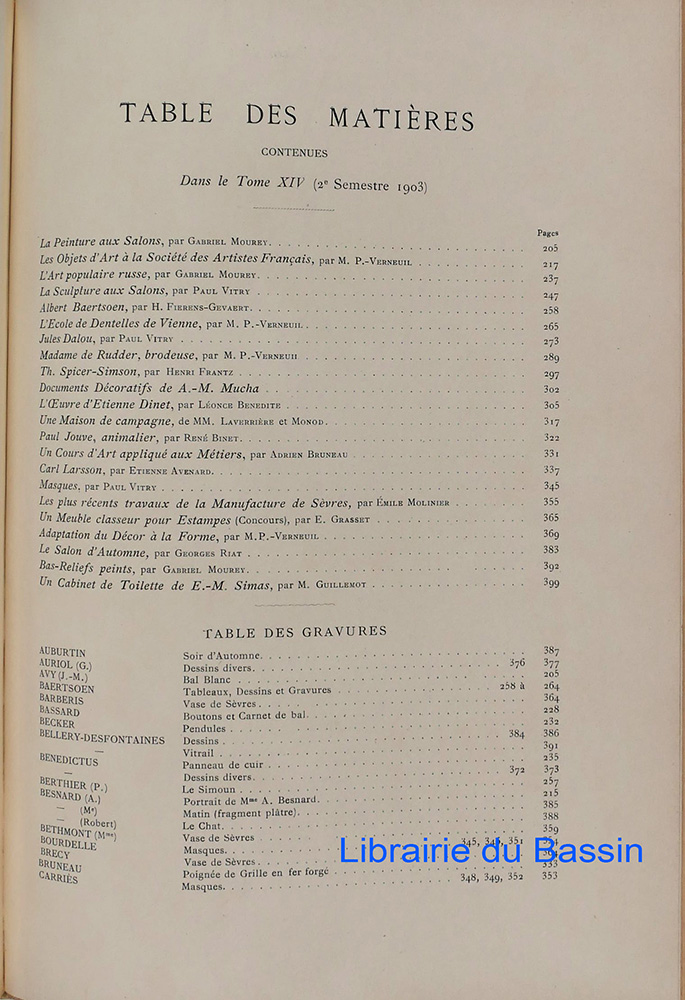 TABLE DES MATIÈRES
CONTENUES
Dans le Tome XIV (2e Semestre 1903)
Pages
La Peinture aux Salons, par Gabriel Mourey. 205
Les Objets d'Art à la Société des Artistes Français, par M. P.-Verneuil 217
L'Art populaire russe, par Gabriel Mourey. 237
La Sculpture aux Salons, par Paul Vitry 247
Albert Baertsoen, par H. Fierens-Gevaert. 258
L'Ecole de Dentelles de Vienne, par M. P.-Verneuil. 265
Jules Dalou, par Paul Vitry 273
Madame de Rudder, brodeuse, par M. P.-Verneuil 289
Th. Spicer-Simson, par Henri Frantz 297
Documents Décoratifs de A.-M. Mucha 302
L'Œuvre d'Etienne Dinet, par Léonce Benedite 305
Une Maison de campagne, de MM. Laverrière et Monod. 317
Paul Jouve, animalier, par René Binet. 322
Un Cours d'Art appliqué aux Métiers, par Adrien Bruneau 331
Carl Larsson, par Etienne Avenard. 337
Masques, par Paul Vitry 345
Les plus récents travaux de la Manufacture de Sèvres, par Émile Molinier 355
Un Meuble classeur pour Estampes (Concours), par E. Grasset 365
Adaptation du Décor à la Forme, par M.P.-Verneuil 369
Le Salon d'Automne, par Georges Riat 383
Bas-Reliefs peints, par Gabriel Mourey. 392
Un Cabinet de Toilette de E.-M. Simas, par M. Guillemot 399
TABLE DES GRAVURES
AUBURTIN Soir d'Automne. 387
AURIOL (G.) Dessins divers. 376 377
AVY (J.-M.) Bal Blanc 205
BAERTSOEN Tableaux, Dessins et Gravures 258 à 264
BARBERIS Vase de Sèvres. 364
BASSARD Boutons et Carnet de bal. 228
BECKER Pendules 232
BELLERY-DESFONTAINES Dessins. 384 386
— Vitrail 391
BENEDICTUS Panneau de cuir 235
— Dessins divers. 372 373
BERTHIER (P.) Le Simoun 257
BESNARD (A.) Portrait de Mme A. Besnard. 215
— (Me) Matin (fragment plâtre). 385
— (Robert) Le Chat. 388
BETHMONT (Mme) Vase de Sèvres 359
BOURDELLE Masques. 345, 351
BRECY Vase de Sèvres.
BRUNEAU Poignée de Grille en fer forgé 333
CARRIÈS Masques. 348, 349, 352 353
Librairie du Bassin